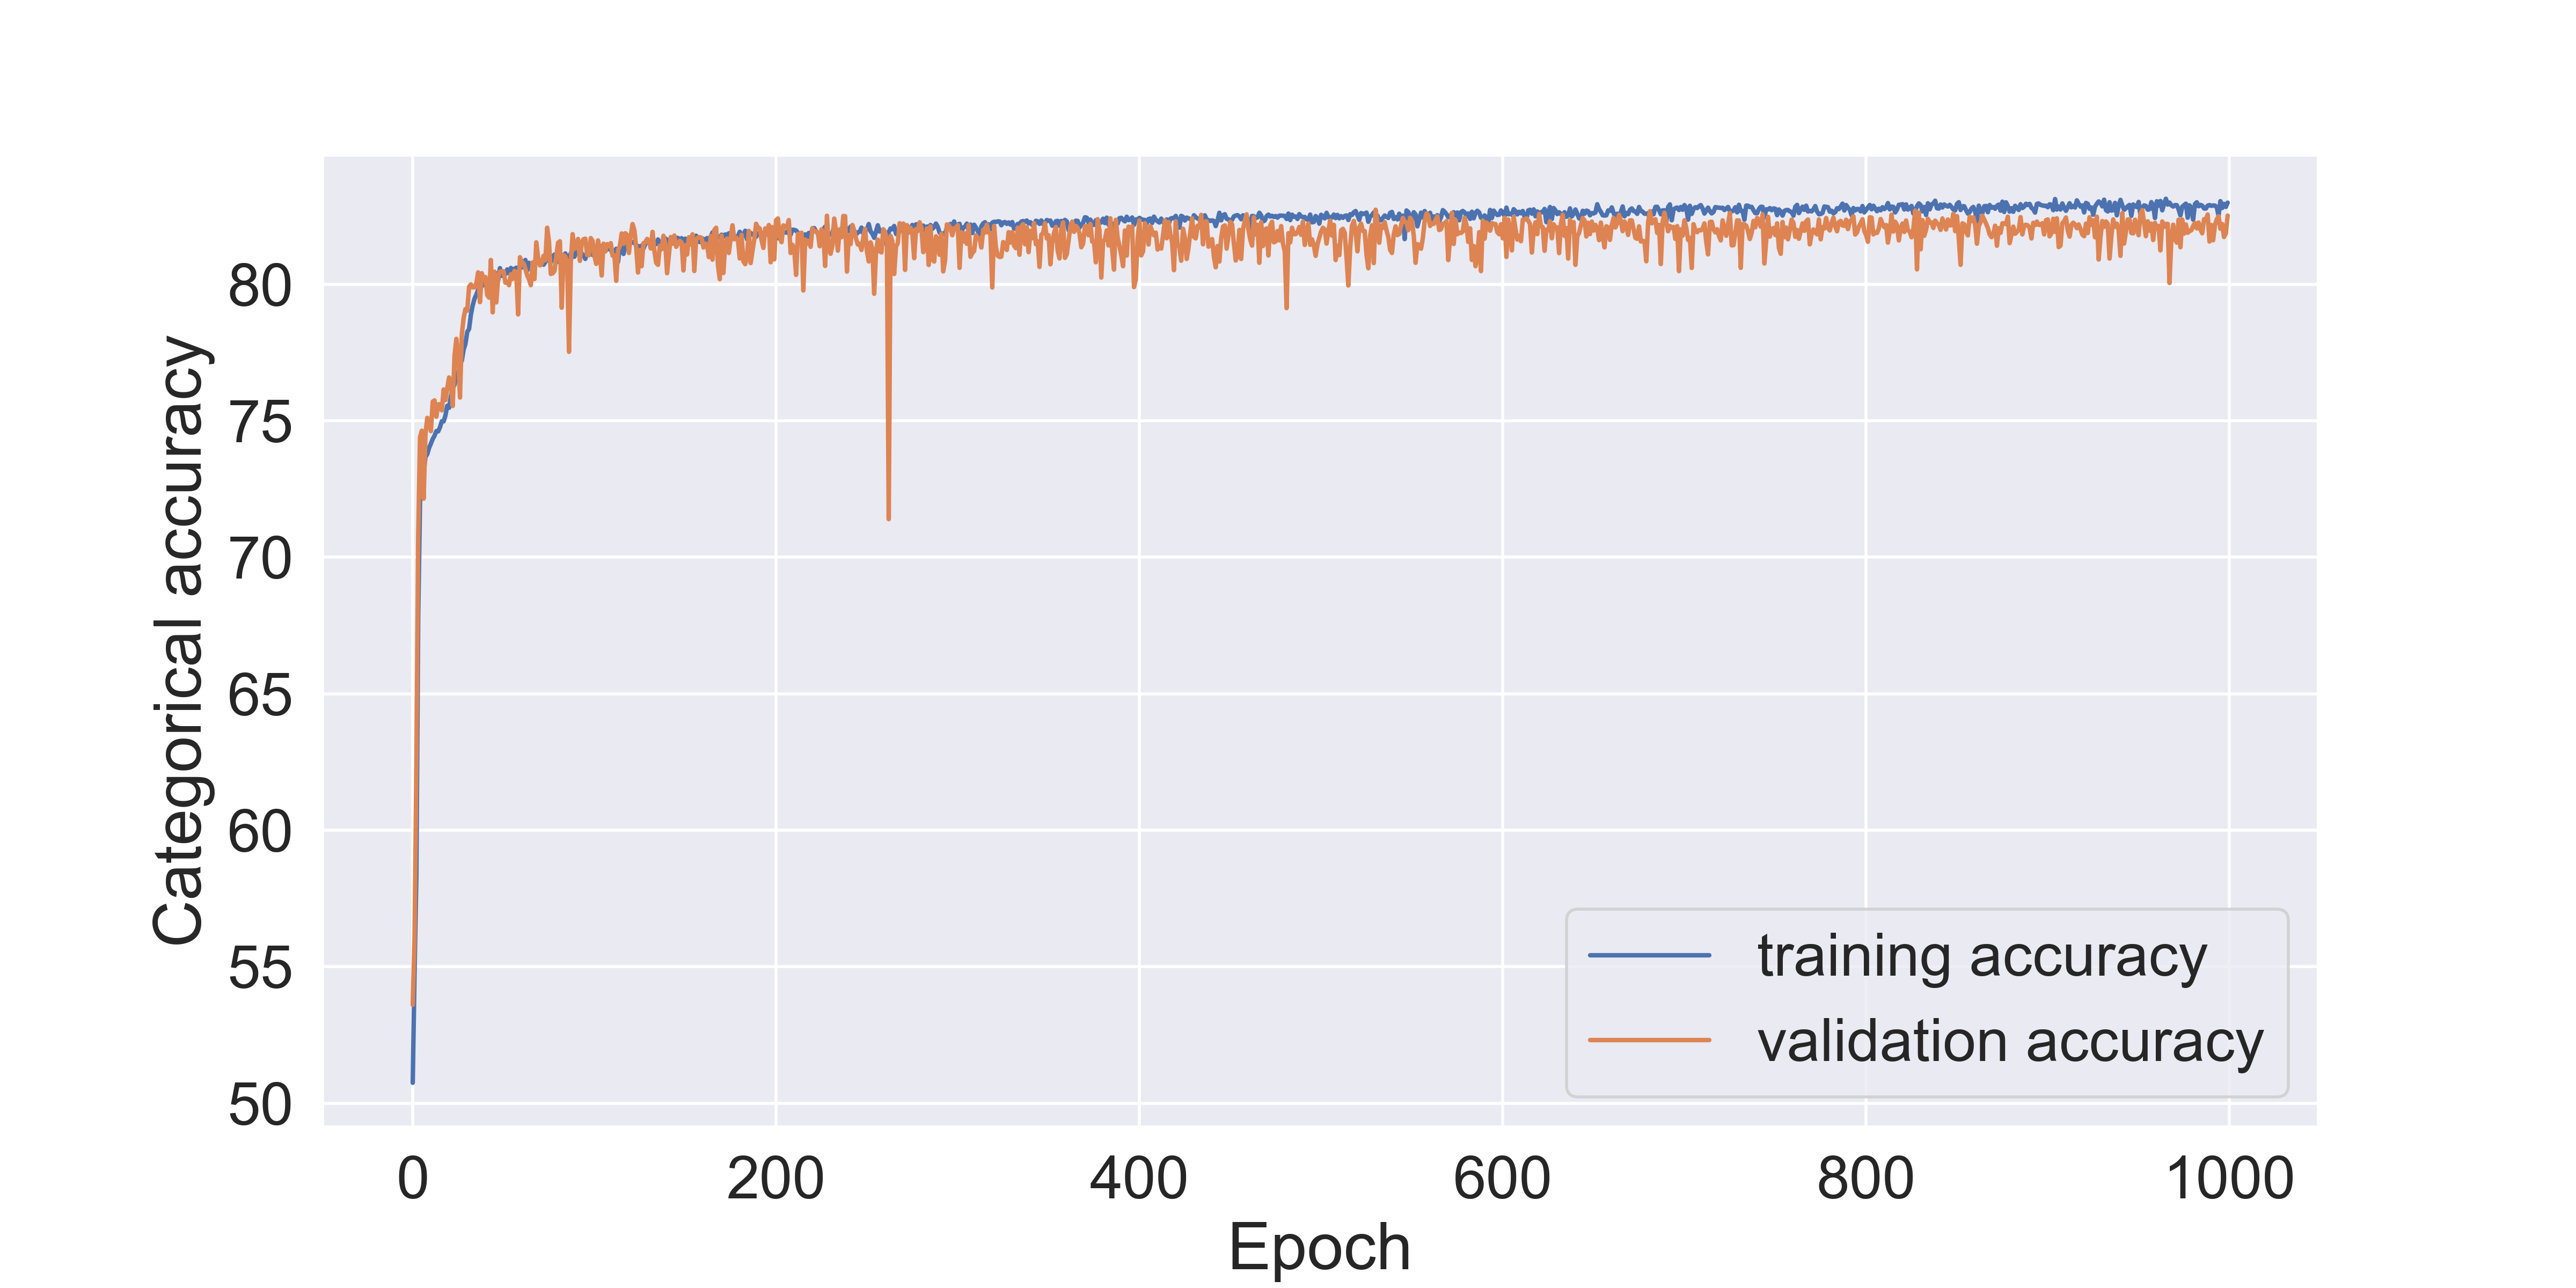 Categorical accuracy
80
75
70
65
60
55
50
training accuracy
validation accuracy
0 200 400 600 800 1000
Epoch